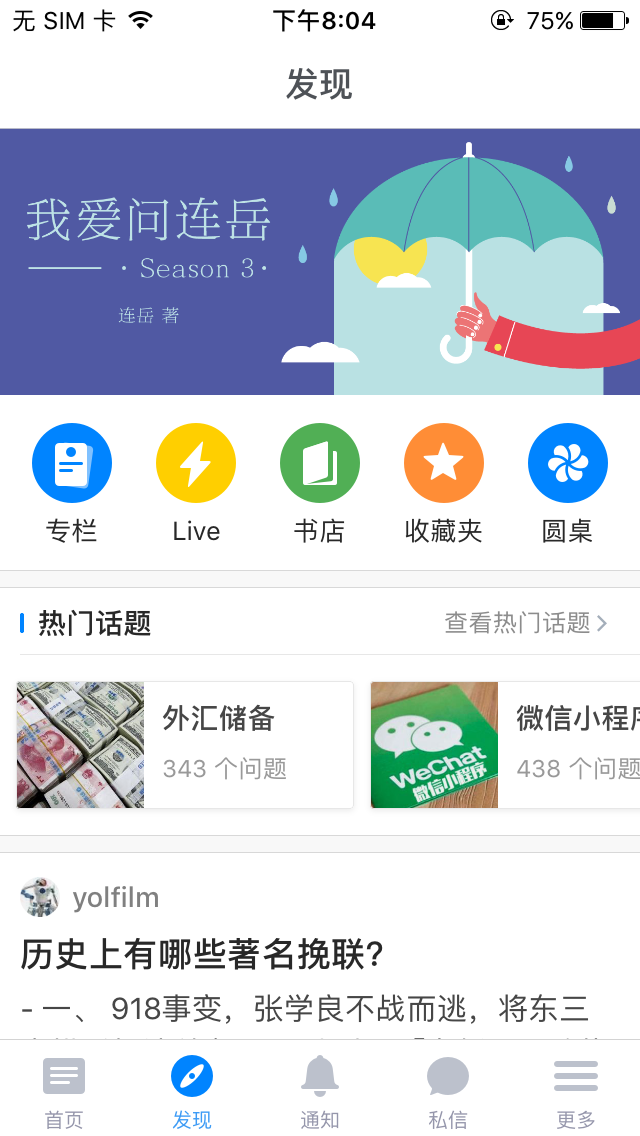 无 SIM 卡 下午8:04 75%
发现
我爱问连岳
· Season 3 ·
连岳 著
专栏 Live 书店 收藏夹 圆桌
热门话题 查看热门话题
外汇储备 微信小程
343 个问题 438 个问题
WeChat
微信小程序
yolfilm
历史上有哪些著名挽联?
- 一、 918事变，张学良不战而逃，将东三
首页 发现 通知 私信 更多